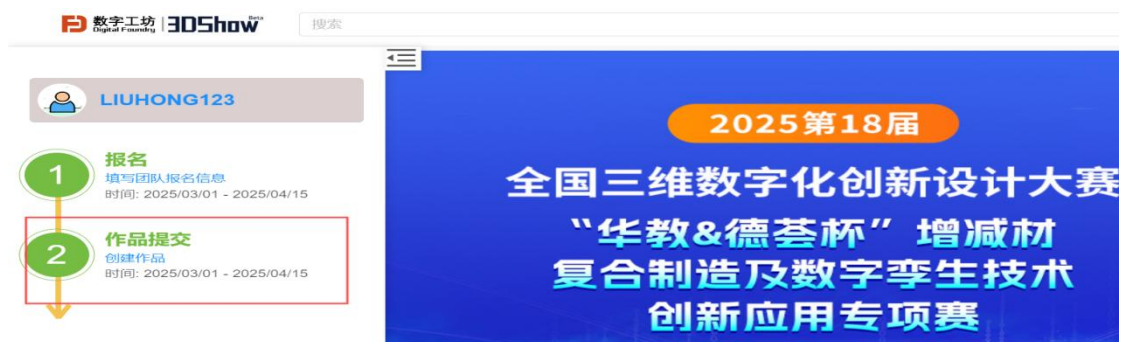 数字工坊
Digital Foundry
3DShow
Beta
搜索
LIUHONG123
1
报名
填写团队报名信息
时间: 2025/03/01 - 2025/04/15
2
作品提交
创建作品
时间: 2025/03/01 - 2025/04/15
2025第18届
全国三维数字化创新设计大赛
“华教&德荟杯”增减材
复合制造及数字孪生技术
创新应用专项赛